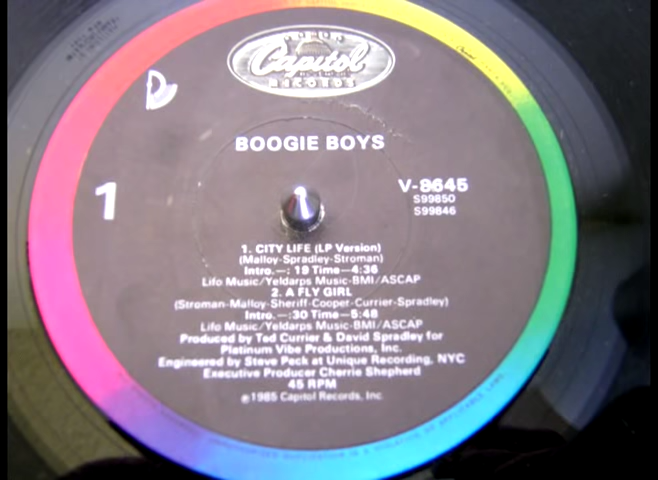 Capitol
RECORDS
D
BOOGIE BOYS
1
V-8645
S99850
S99846
1. CITY LIFE (LP Version)
(Malloy-Spradley-Stroman)
Intro.—: 19 Time—4:36
Lifo Music/Yeldarps Music-BMI/ASCAP
2. A FLY GIRL
(Stroman-Malloy-Sheriff-Cooper-Currier-Spradley)
Intro.—:30 Time—5:48
Lifo Music/Yeldarps Music-BMI/ASCAP
Produced by Ted Currier & David Spradley for
Platinum Vibe Productions, Inc.
Engineered by Steve Peck at Unique Recording, NYC
Executive Producer Cherrie Shepherd
45 RPM
℗1985 Capitol Records, Inc.